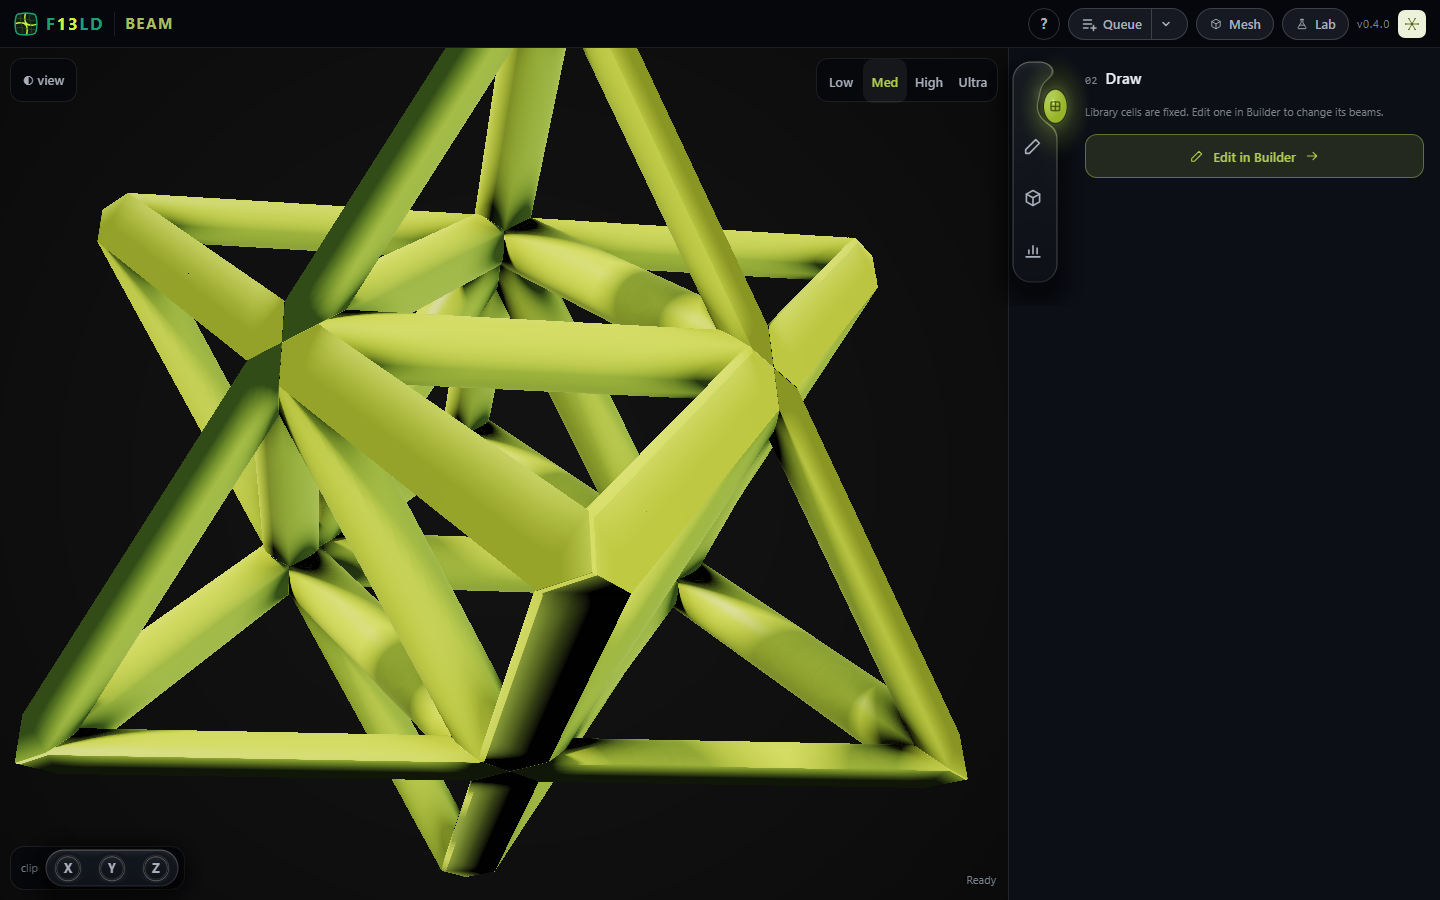 F13LD BEAM
? Queue Mesh Lab v0.4.0
view
Low Med High Ultra
02 Draw
Library cells are fixed. Edit one in Builder to change its beams.
Edit in Builder →
clip X Y Z
Ready